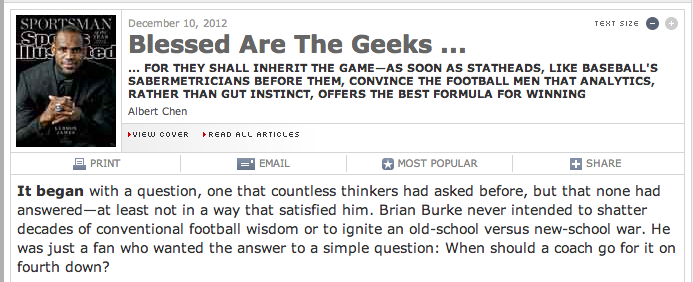 SPORTSMAN
OF THE
YEAR
Sports Illustrated
LEBRON
JAMES
December 10, 2012
TEXT SIZE
Blessed Are The Geeks ...
... FOR THEY SHALL INHERIT THE GAME—AS SOON AS STATHEADS, LIKE BASEBALL'S
SABERMETRICIANS BEFORE THEM, CONVINCE THE FOOTBALL MEN THAT ANALYTICS,
RATHER THAN GUT INSTINCT, OFFERS THE BEST FORMULA FOR WINNING
Albert Chen
VIEW COVER READ ALL ARTICLES
PRINT EMAIL MOST POPULAR SHARE
It began with a question, one that countless thinkers had asked before, but that none had
answered—at least not in a way that satisfied him. Brian Burke never intended to shatter
decades of conventional football wisdom or to ignite an old-school versus new-school war. He
was just a fan who wanted the answer to a simple question: When should a coach go for it on
fourth down?